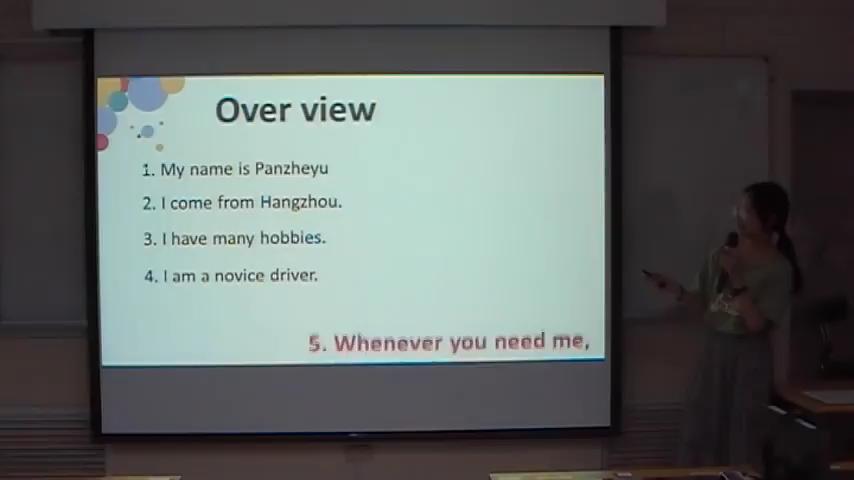 Over view
1. My name is Panzheyu
2. I come from Hangzhou.
3. I have many hobbies.
4. I am a novice driver.
5. Whenever you need me,